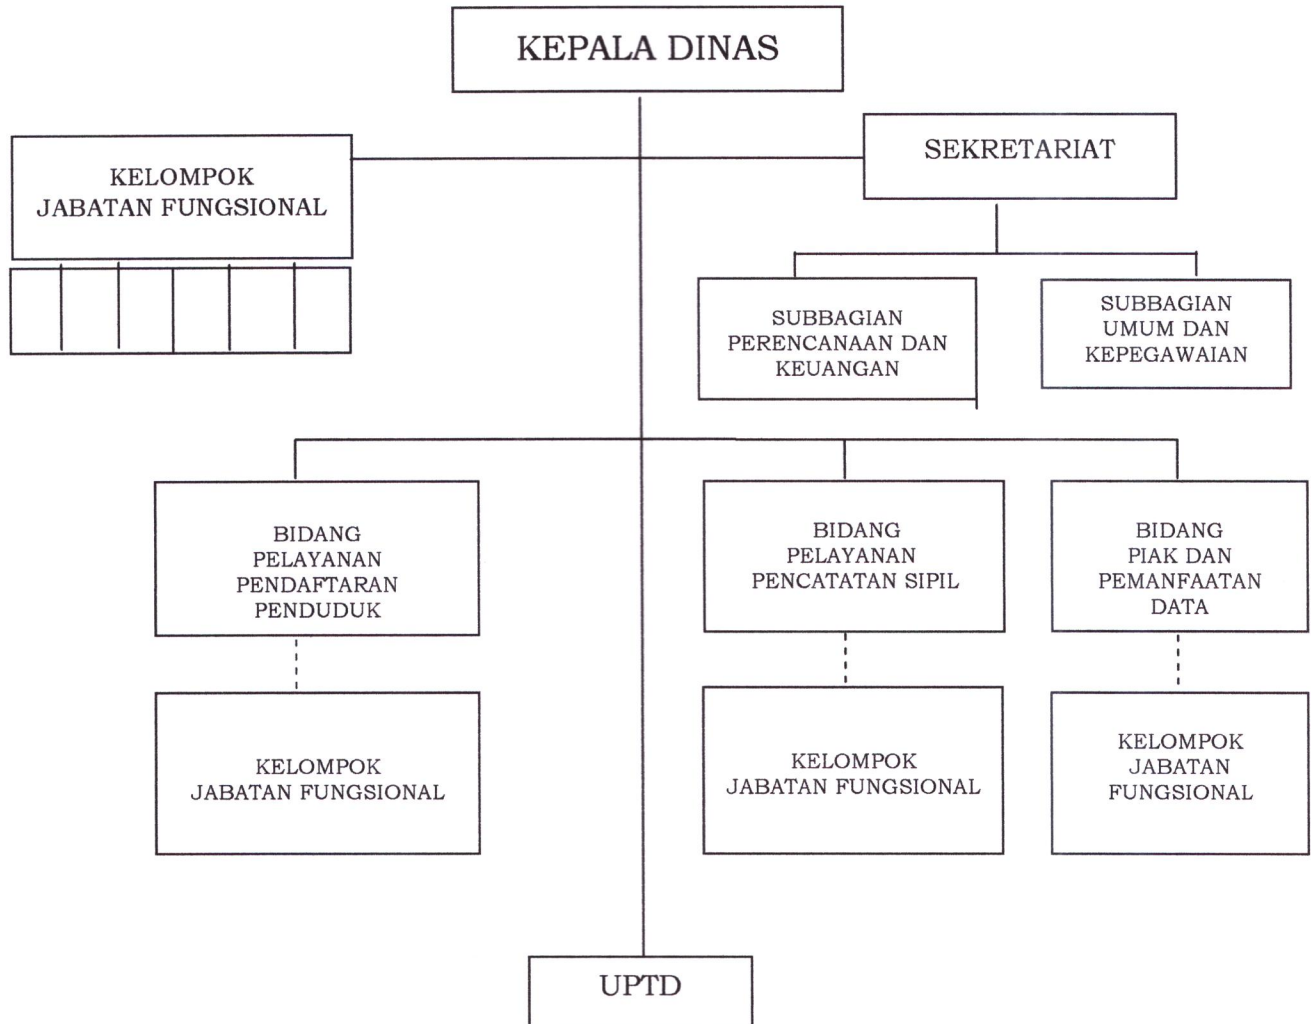 KEPALA DINAS
KELOMPOK
JABATAN FUNGSIONAL
SEKRETARIAT
SUBBAGIAN
PERENCANAAN DAN
KEUANGAN
SUBBAGIAN
UMUM DAN
KEPEGAWAIAN
BIDANG
PELAYANAN
PENDAFTARAN
PENDUDUK
BIDANG
PELAYANAN
PENCATATAN SIPIL
BIDANG
PIAK DAN
PEMANFAATAN
DATA
KELOMPOK
JABATAN FUNGSIONAL
KELOMPOK
JABATAN FUNGSIONAL
KELOMPOK
JABATAN
FUNGSIONAL
UPTD